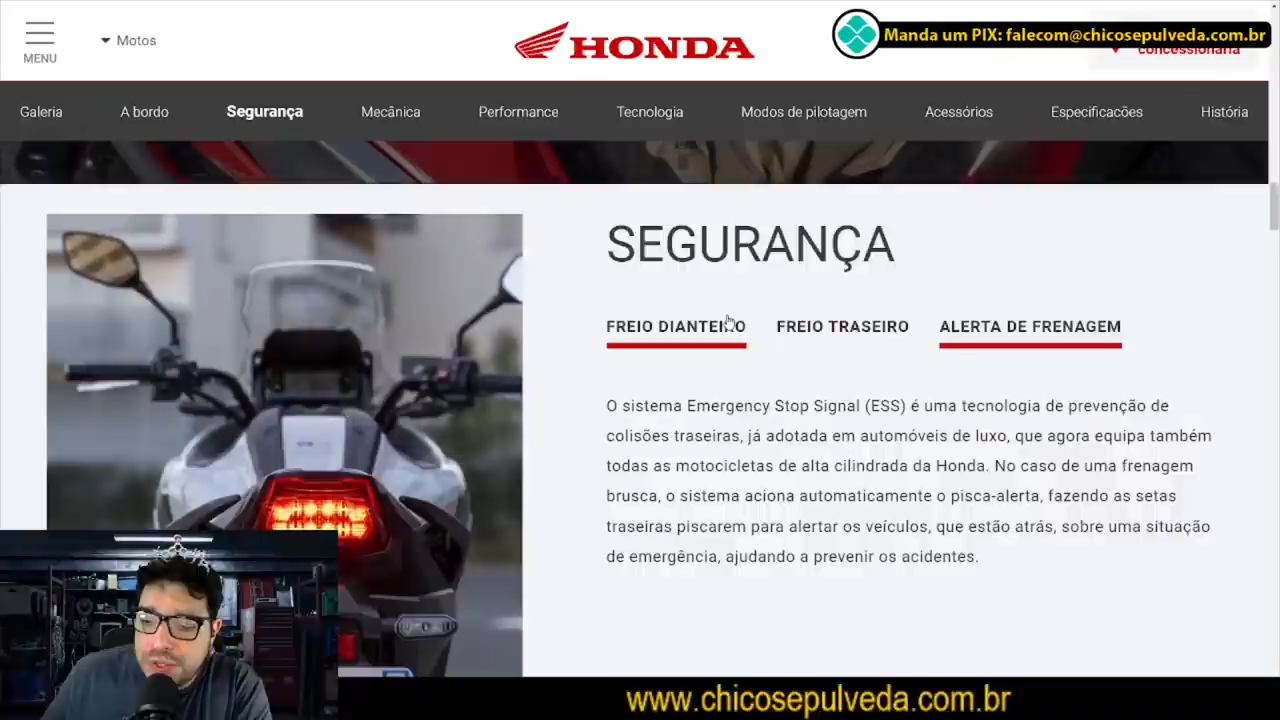 MENU
Motos
HONDA
Manda um PIX: falecom@chicosepulveda.com.br
concessionária
Galeria
A bordo
Segurança
Mecânica
Performance
Tecnologia
Modos de pilotagem
Acessórios
Especificacões
História
SEGURANÇA
FREIO DIANTEIRO
FREIO TRASEIRO
ALERTA DE FRENAGEM
O sistema Emergency Stop Signal (ESS) é uma tecnologia de prevenção de
colisões traseiras, já adotada em automóveis de luxo, que agora equipa também
todas as motocicletas de alta cilindrada da Honda. No caso de uma frenagem
brusca, o sistema aciona automaticamente o pisca-alerta, fazendo as setas
traseiras piscarem para alertar os veículos, que estão atrás, sobre uma situação
de emergência, ajudando a prevenir os acidentes.
www.chicosepulveda.com.br